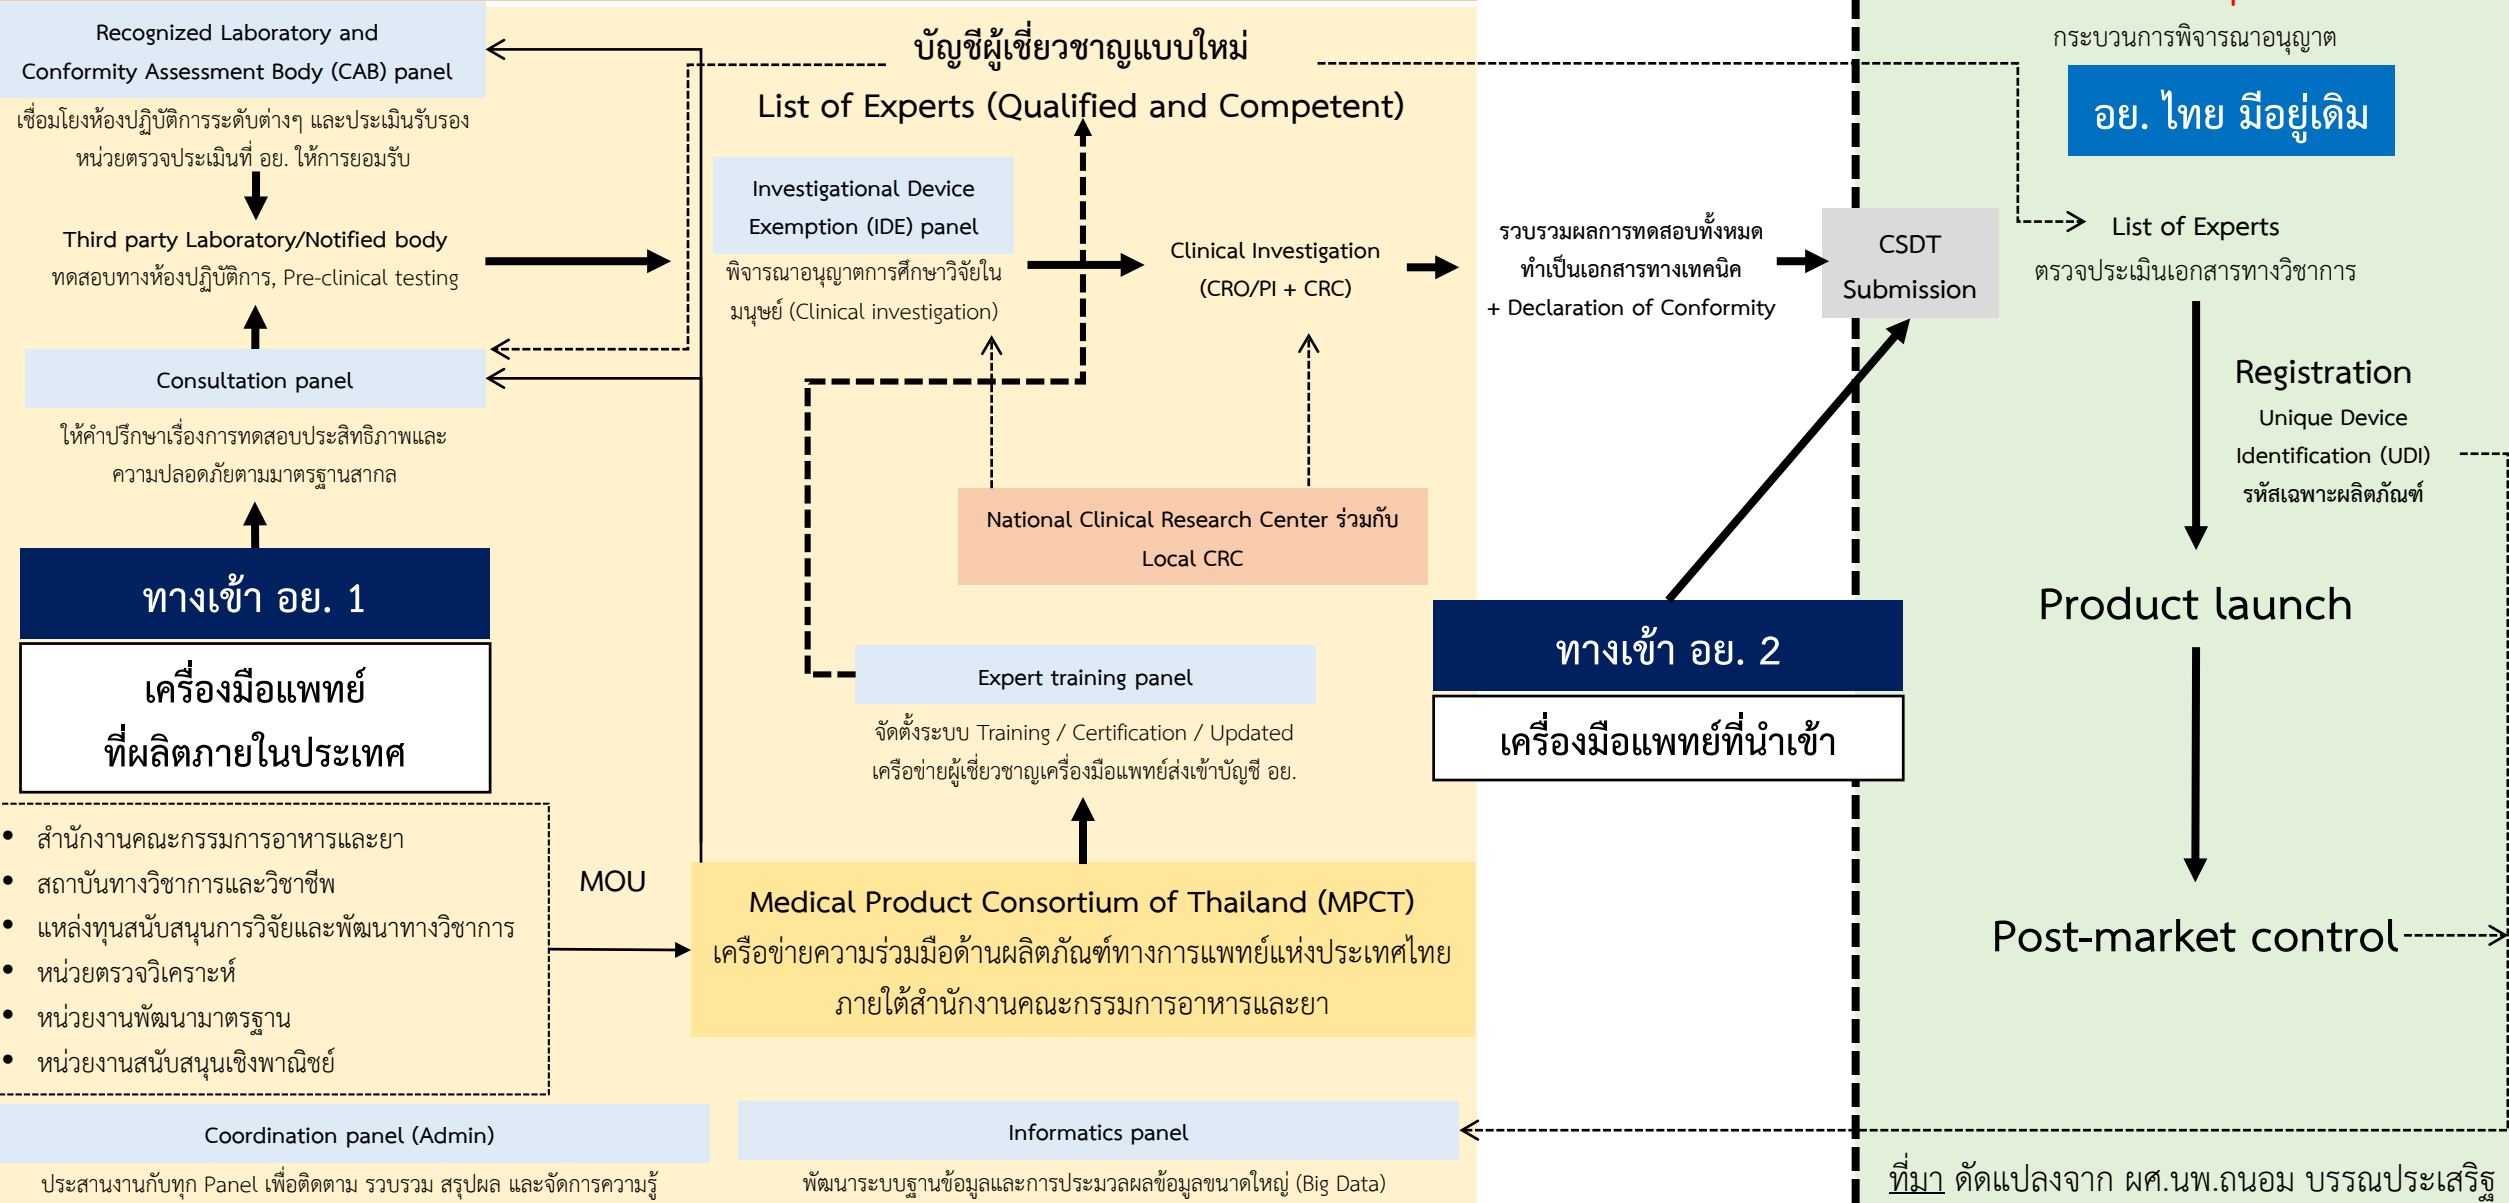 Recognized Laboratory and
Conformity Assessment Body (CAB) panel
เชื่อมโยงห้องปฏิบัติการระดับต่างๆ และประเมินรับรอง
หน่วยตรวจประเมินที่ อย. ให้การยอมรับ
Third party Laboratory/Notified body
ทดสอบทางห้องปฏิบัติการ, Pre-clinical testing
Consultation panel
ให้คำปรึกษาเรื่องการทดสอบประสิทธิภาพและ
ความปลอดภัยตามมาตรฐานสากล
ทางเข้า อย. 1
เครื่องมือแพทย์
ที่ผลิตภายในประเทศ
• สำนักงานคณะกรรมการอาหารและยา
• สถาบันทางวิชาการและวิชาชีพ
• แหล่งทุนสนับสนุนการวิจัยและพัฒนาทางวิชาการ
• หน่วยตรวจวิเคราะห์
• หน่วยงานพัฒนามาตรฐาน
• หน่วยงานสนับสนุนเชิงพาณิชย์
MOU
Coordination panel (Admin)
ประสานงานกับทุก Panel เพื่อติดตาม รวบรวม สรุปผล และจัดการความรู้
บัญชีผู้เชี่ยวชาญแบบใหม่
List of Experts (Qualified and Competent)
Investigational Device
Exemption (IDE) panel
พิจารณาอนุญาตการศึกษาวิจัยใน
มนุษย์ (Clinical investigation)
Clinical Investigation
(CRO/PI + CRC)
National Clinical Research Center ร่วมกับ
Local CRC
Expert training panel
จัดตั้งระบบ Training / Certification / Updated
เครือข่ายผู้เชี่ยวชาญเครื่องมือแพทย์ส่งเข้าบัญชี อย.
Medical Product Consortium of Thailand (MPCT)
เครือข่ายความร่วมมือด้านผลิตภัณฑ์ทางการแพทย์แห่งประเทศไทย
ภายใต้สำนักงานคณะกรรมการอาหารและยา
Informatics panel
พัฒนาระบบฐานข้อมูลและการประมวลผลข้อมูลขนาดใหญ่ (Big Data)
รวบรวมผลการทดสอบทั้งหมด
ทำเป็นเอกสารทางเทคนิค
+ Declaration of Conformity
CSDT
Submission
ทางเข้า อย. 2
เครื่องมือแพทย์ที่นำเข้า
กระบวนการพิจารณาอนุญาต
อย. ไทย มีอยู่เดิม
List of Experts
ตรวจประเมินเอกสารทางวิชาการ
Registration
Unique Device
Identification (UDI)
รหัสเฉพาะผลิตภัณฑ์
Product launch
Post-market control
ที่มา ดัดแปลงจาก ผศ.นพ.ถนอม บรรณประเสริฐ